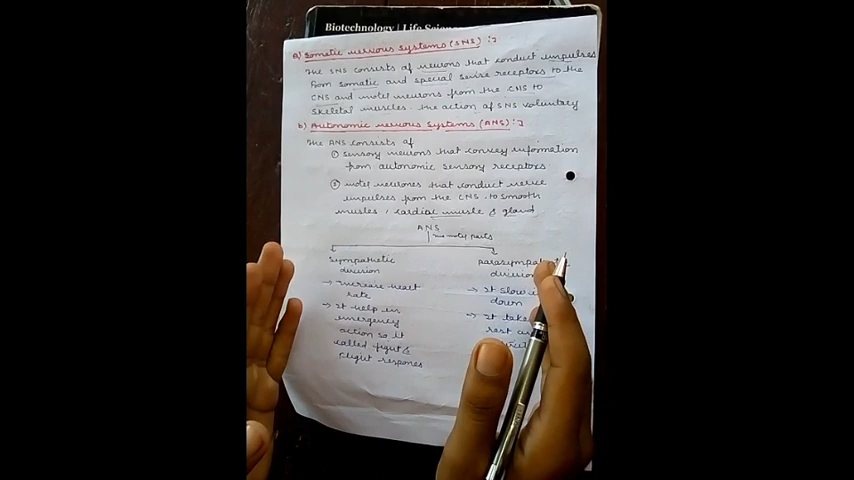 Biotechnology | Life Scien
a) Somatic nervous systems (SNS) :-
The SNS consists of neurons that conduct impulses
from somatic and special sense receptors to the
CNS and motor neurons from the CNS to
skeletal muscles. the action of SNS voluntary
b) Autonomic nervous systems (ANS) :-
The ANS consists of
① sensory neurons that convey information
from autonomic sensory receptors
② motor neurones that conduct nerve
impulses from the CNS to smooth
muscles, cardiac muscle & gland
ANS
two motor parts
sympathetic
division
→ Increase heart
rate
→ It help in
emergency
action so it
called fight &
flight respones
parasympathetic
division
→ It slow
down
→ It take
rest